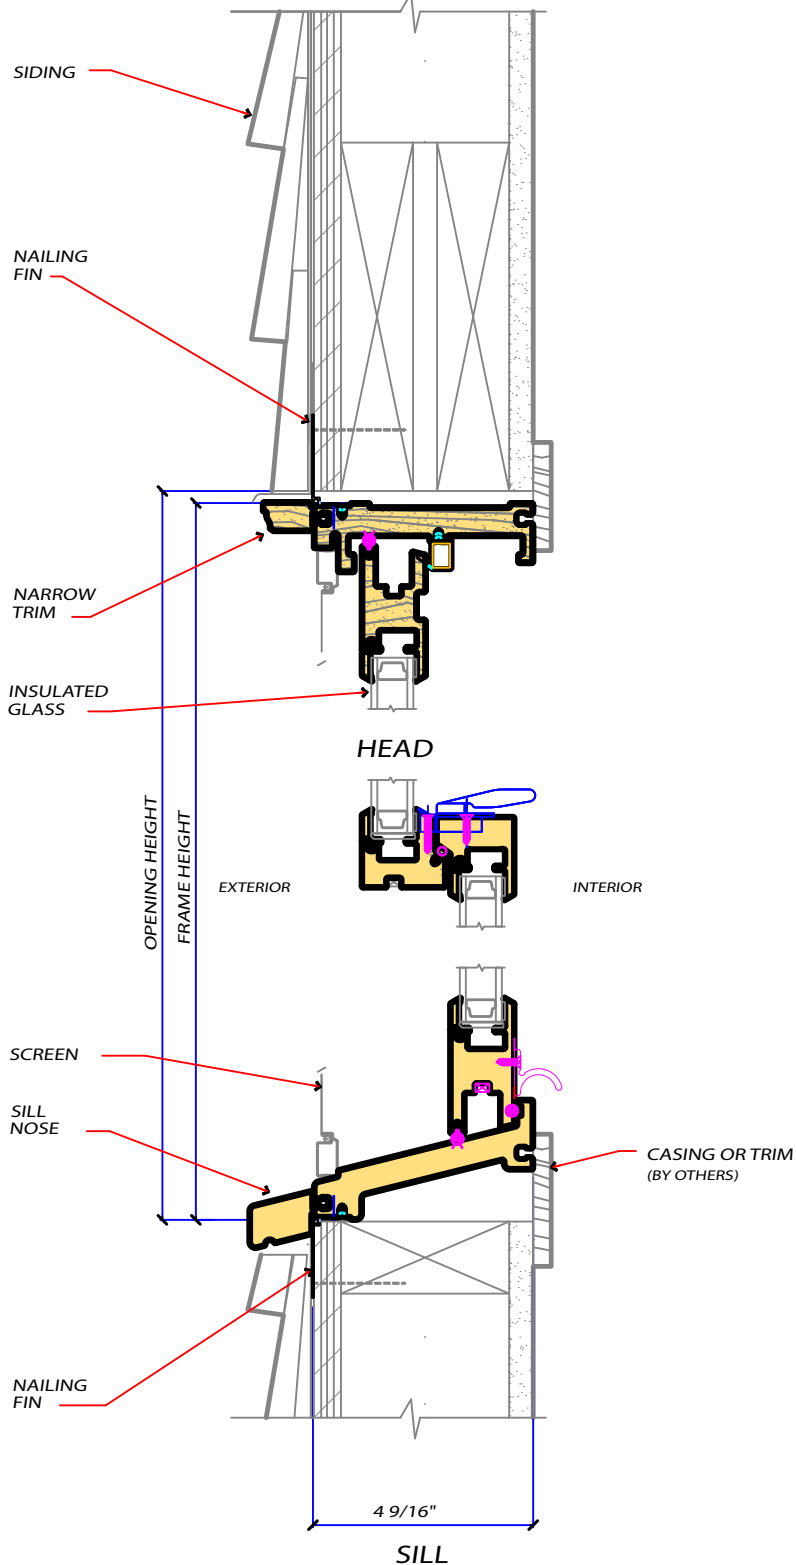 SIDING
NAILING
FIN
NARROW
TRIM
INSULATED
GLASS
HEAD
OPENING HEIGHT
FRAME HEIGHT
EXTERIOR
INTERIOR
SCREEN
SILL
NOSE
CASING OR TRIM
(BY OTHERS)
NAILING
FIN
4 9/16"
SILL